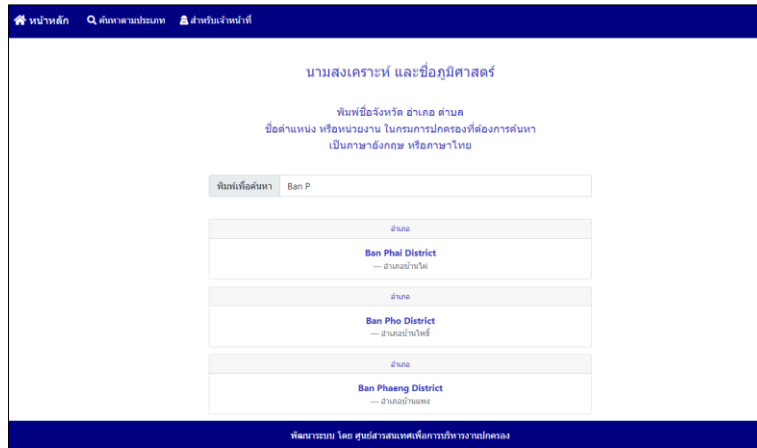 หน้าหลัก ค้นหาตามประเภท สำหรับเจ้าหน้าที่
นามสงเคราะห์ และชื่อภูมิศาสตร์
พิมพ์ชื่อจังหวัด อำเภอ ตำบล
ชื่อตำแหน่ง หรือหน่วยงาน ในกรมการปกครองที่ต้องการค้นหา
เป็นภาษาอังกฤษ หรือภาษาไทย
พิมพ์เพื่อค้นหา Ban P
อำเภอ
Ban Phai District
— อำเภอบ้านไผ่
อำเภอ
Ban Pho District
— อำเภอบ้านโพธิ์
อำเภอ
Ban Phaeng District
— อำเภอบ้านแพง
พัฒนาระบบ โดย ศูนย์สารสนเทศเพื่อการบริหารงานปกครอง